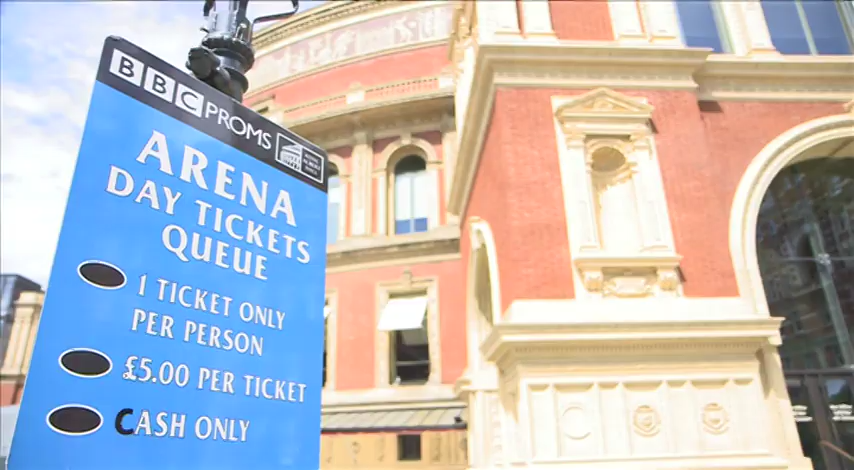 BBC PROMS
ARENA
DAY TICKETS
QUEUE
1 TICKET ONLY
PER PERSON
£5.00 PER TICKET
CASH ONLY